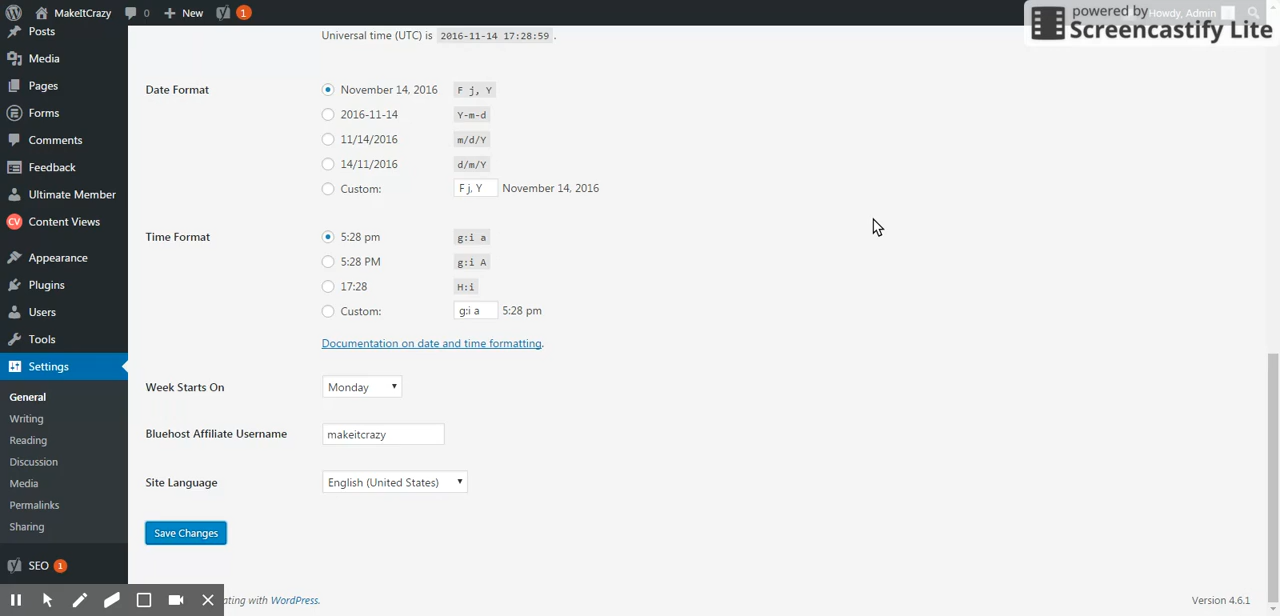 MakeItCrazy 0 New 1 Howdy, Admin
powered by
Screencastify Lite
Posts
Media
Pages
Forms
Comments
Feedback
Ultimate Member
CV Content Views
Appearance
Plugins
Users
Tools
Settings
General
Writing
Reading
Discussion
Media
Permalinks
Sharing
SEO 1
Universal time (UTC) is 2016-11-14 17:28:59 .
Date Format
November 14, 2016 F j, Y
2016-11-14 Y-m-d
11/14/2016 m/d/Y
14/11/2016 d/m/Y
Custom: F j, Y November 14, 2016
Time Format
5:28 pm g:i a
5:28 PM g:i A
17:28 H:i
Custom: g:i a 5:28 pm
Documentation on date and time formatting.
Week Starts On Monday
Bluehost Affiliate Username makeitcrazy
Site Language English (United States)
Save Changes
ating with WordPress.
Version 4.6.1